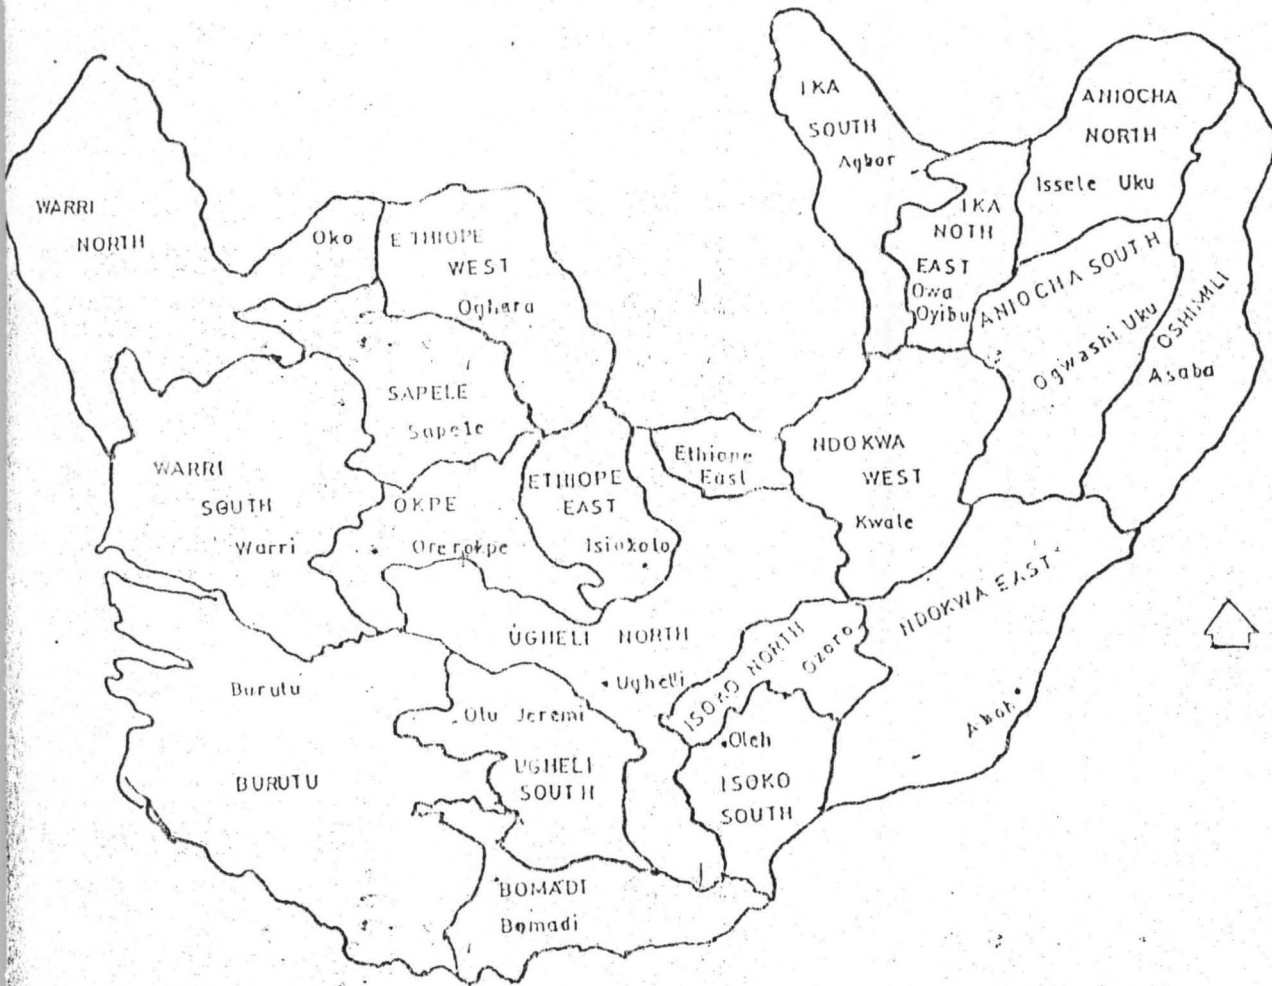 IKA
SOUTH
Agbor
ANIOCHA
NORTH
Issele Uku
WARRI
NORTH
Oko
ETHIOPE
WEST
Oghara
IKA
NOTH
EAST
Owa
Oyibu
ANIOCHA SOUTH
Ogwashi Uku
OSHIMILI
Asaba
SAPELE
Sapele
WARRI
SOUTH
Warri
OKPE
Orerokpe
ETHIOPE
EAST
Isiokolo
Ethiope
East
NDOKWA
WEST
Kwale
NDOKWA EAST
Aboh
UGHELI NORTH
Ughelli
ISOKO NORTH
Ozoro
Burutu
BURUTU
Otu Jeremi
UGHELI
SOUTH
Oleh
ISOKO
SOUTH
BOMADI
Bomadi